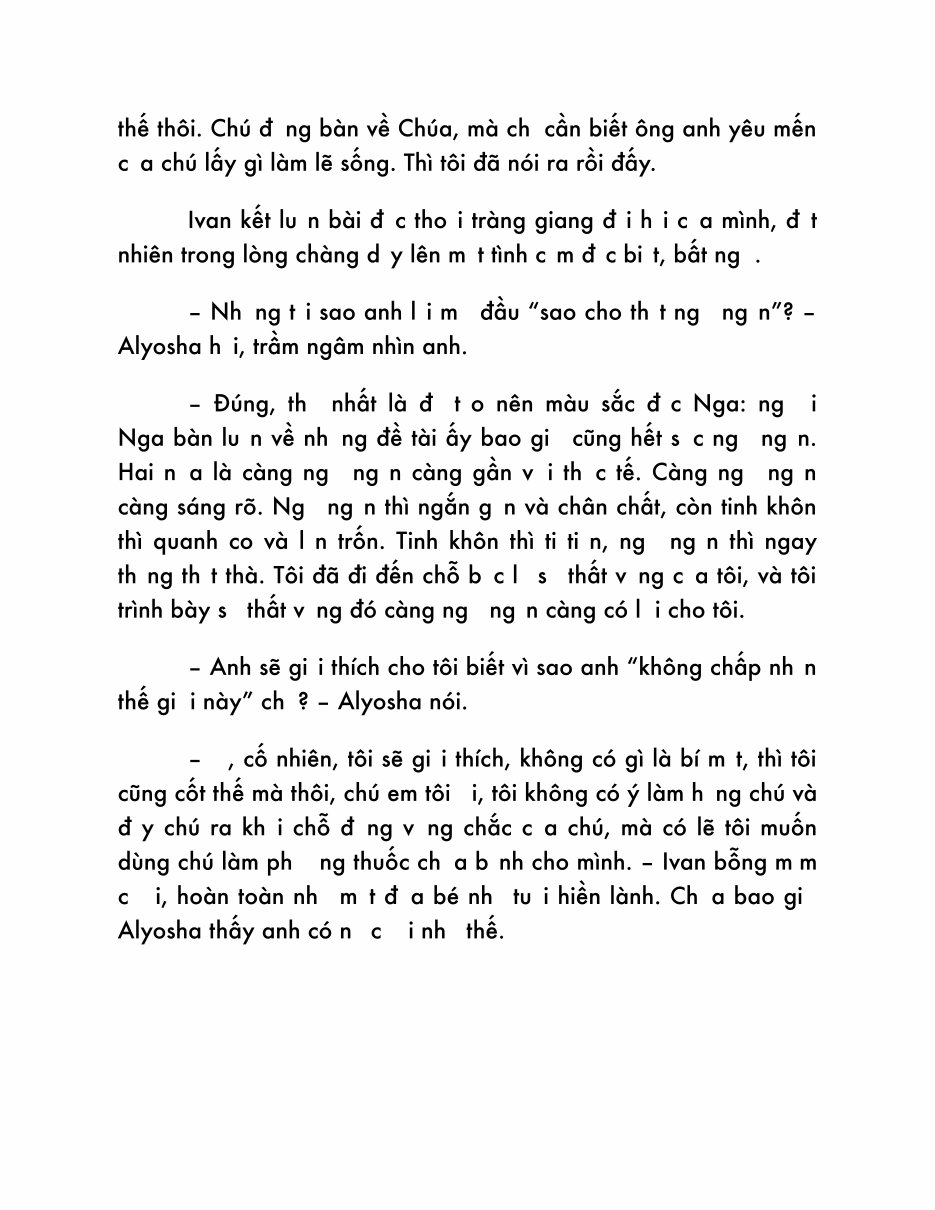 thế thôi. Chú đ ng bàn về Chúa, mà ch cần biết ông anh yêu mến
c a chú lấy gì làm lẽ sống. Thì tôi đã nói ra rồi đấy.
Ivan kết lu n bài đ c tho i tràng giang đ i h i c a mình, đ t
nhiên trong lòng chàng d y lên m t tình c m đ c bi t, bất ng .
– Nh ng t i sao anh l i m đầu “sao cho th t ng ng n”? –
Alyosha h i, trầm ngâm nhìn anh.
– Đúng, th nhất là đ t o nên màu sắc đ c Nga: ng i
Nga bàn lu n về nh ng đề tài ấy bao gi cũng hết s c ng ng n.
Hai n a là càng ng ng n càng gần v i th c tế. Càng ng ng n
càng sáng rõ. Ng ng n thì ngắn g n và chân chất, còn tinh khôn
thì quanh co và l n trốn. Tinh khôn thì ti ti n, ng ng n thì ngay
th ng th t thà. Tôi đã đi đến chỗ b c l s thất v ng c a tôi, và tôi
trình bày s thất v ng đó càng ng ng n càng có l i cho tôi.
– Anh sẽ gi i thích cho tôi biết vì sao anh “không chấp nh n
thế gi i này” ch ? – Alyosha nói.
– , cố nhiên, tôi sẽ gi i thích, không có gì là bí m t, thì tôi
cũng cốt thế mà thôi, chú em tôi i, tôi không có ý làm h ng chú và
đ y chú ra kh i chỗ đ ng v ng chắc c a chú, mà có lẽ tôi muốn
dùng chú làm ph ng thuốc ch a b nh cho mình. – Ivan bỗng m m
c i, hoàn toàn nh m t đ a bé nh tu i hiền lành. Ch a bao gi
Alyosha thấy anh có n c i nh thế.